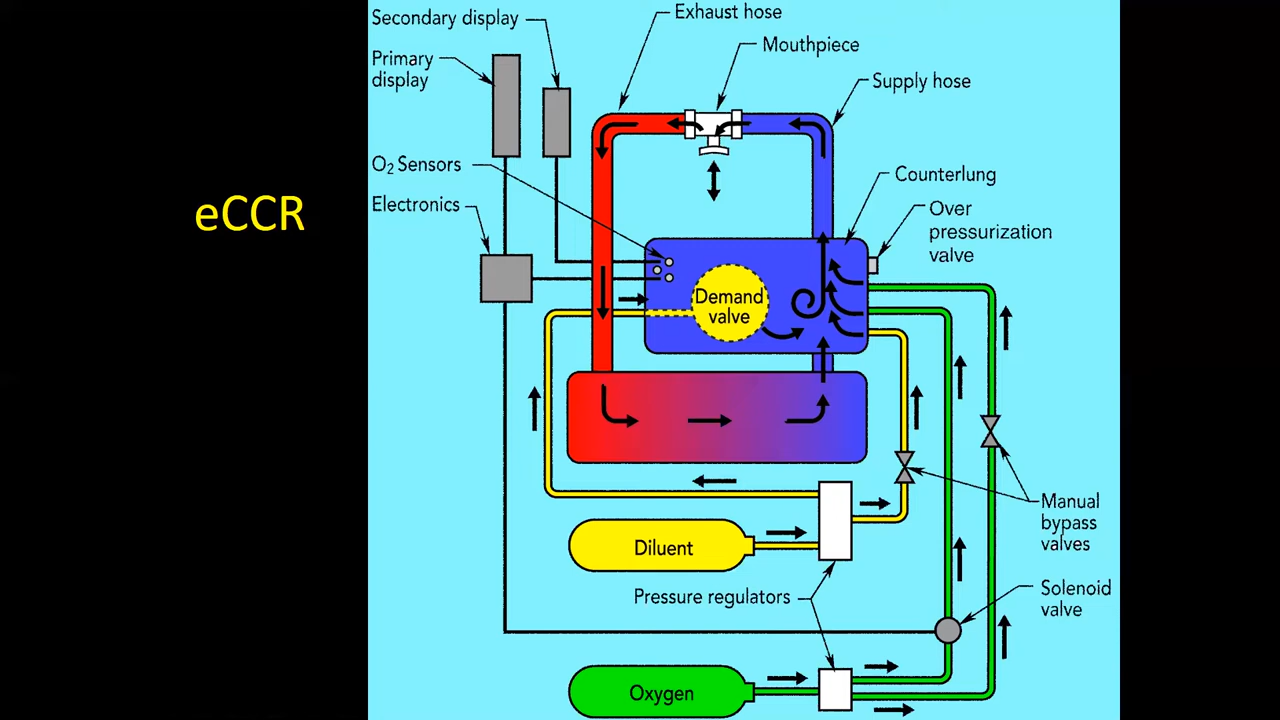 Secondary display
Exhaust hose
Mouthpiece
Primary
display
Supply hose
O₂ Sensors
Counterlung
Electronics
eCCR
Over
pressurization
valve
Demand
valve
Manual
bypass
valves
Diluent
Pressure regulators
Solenoid
valve
Oxygen